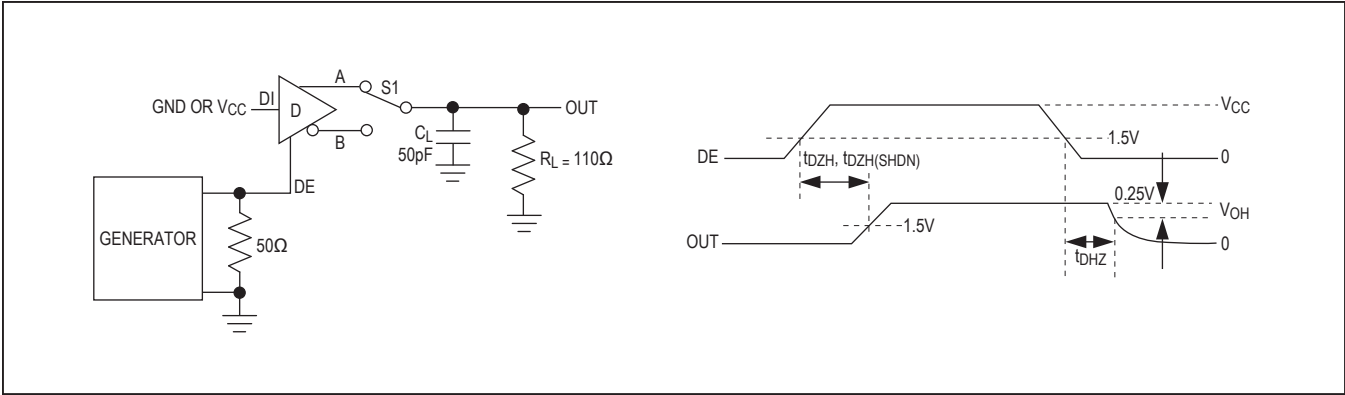 A
S1
GND OR VCC
DI
D
OUT
B
CL
50pF
RL = 110Ω
DE
GENERATOR
50Ω
VCC
1.5V
DE
0
tDZH, tDZH(SHDN)
0.25V
VOH
1.5V
OUT
0
tDHZ